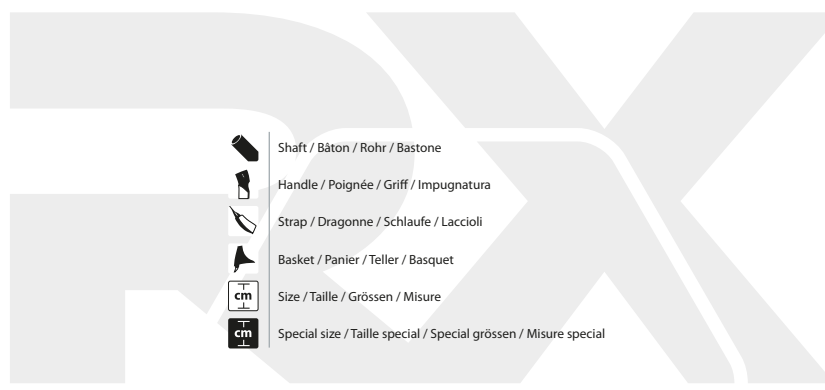 RX
Shaft / Bâton / Rohr / Bastone
Handle / Poignée / Griff / Impugnatura
Strap / Dragonne / Schlaufe / Laccioli
Basket / Panier / Teller / Basquet
cm Size / Taille / Grössen / Misure
cm Special size / Taille special / Special grössen / Misure special